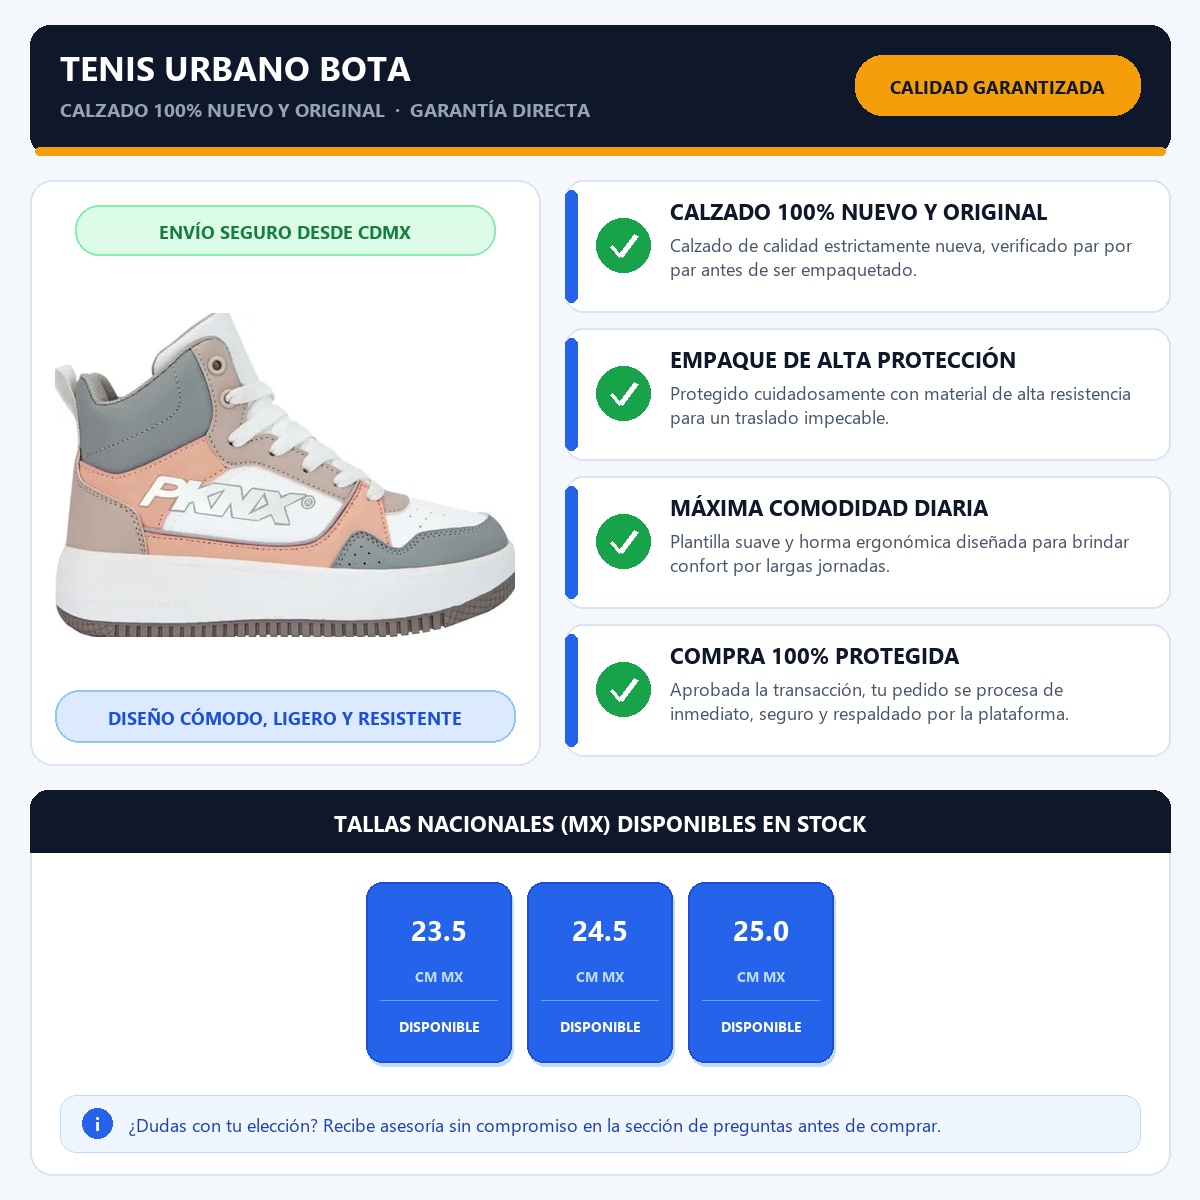 TENIS URBANO BOTA
CALZADO 100% NUEVO Y ORIGINAL · GARANTÍA DIRECTA
CALIDAD GARANTIZADA
ENVÍO SEGURO DESDE CDMX
PKNX®
DISEÑO CÓMODO, LIGERO Y RESISTENTE
CALZADO 100% NUEVO Y ORIGINAL
Calzado de calidad estrictamente nueva, verificado par por
par antes de ser empaquetado.
EMPAQUE DE ALTA PROTECCIÓN
Protegido cuidadosamente con material de alta resistencia
para un traslado impecable.
MÁXIMA COMODIDAD DIARIA
Plantilla suave y horma ergonómica diseñada para brindar
confort por largas jornadas.
COMPRA 100% PROTEGIDA
Aprobada la transacción, tu pedido se procesa de
inmediato, seguro y respaldado por la plataforma.
TALLAS NACIONALES (MX) DISPONIBLES EN STOCK
23.5
CM MX
DISPONIBLE
24.5
CM MX
DISPONIBLE
25.0
CM MX
DISPONIBLE
i
¿Dudas con tu elección? Recibe asesoría sin compromiso en la sección de preguntas antes de comprar.